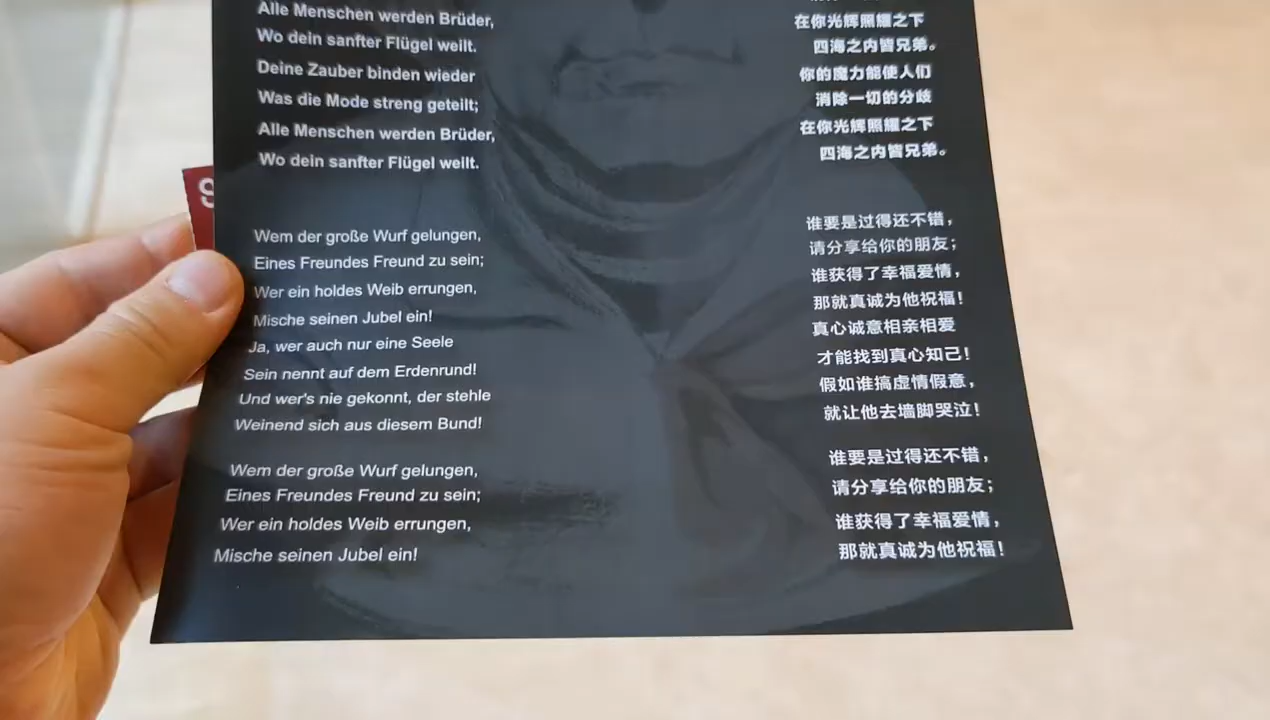 Alle Menschen werden Brüder,
Wo dein sanfter Flügel weilt.
Deine Zauber binden wieder
Was die Mode streng geteilt;
Alle Menschen werden Brüder,
Wo dein sanfter Flügel weilt.
Wem der große Wurf gelungen,
Eines Freundes Freund zu sein;
Wer ein holdes Weib errungen,
Mische seinen Jubel ein!
Ja, wer auch nur eine Seele
Sein nennt auf dem Erdenrund!
Und wer's nie gekonnt, der stehle
Weinend sich aus diesem Bund!
Wem der große Wurf gelungen,
Eines Freundes Freund zu sein;
Wer ein holdes Weib errungen,
Mische seinen Jubel ein!
在你光辉照耀之下
四海之内皆兄弟。
你的魔力能使人们
消除一切的分歧
在你光辉照耀之下
四海之内皆兄弟。
谁要是过得还不错，
请分享给你的朋友；
谁获得了幸福爱情，
那就真诚为他祝福！
真心诚意相亲相爱
才能找到真心知己！
假如谁搞虚情假意，
就让他去墙脚哭泣！
谁要是过得还不错，
请分享给你的朋友；
谁获得了幸福爱情，
那就真诚为他祝福！